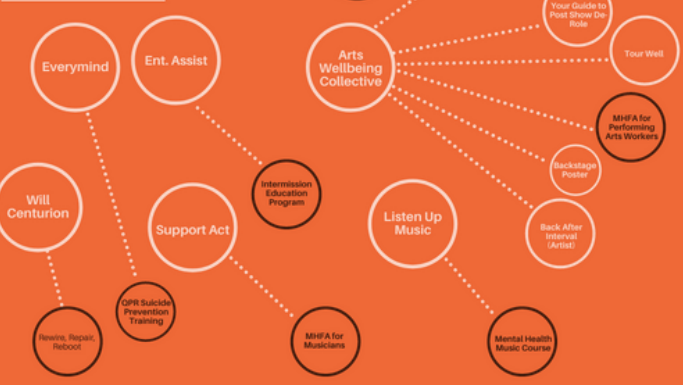 Your Guide to
Post Show De-
Role
Everymind
Ent. Assist
Arts
Wellbeing
Collective
Tour Well
MHFA for
Performing
Arts Workers
Backstage
Poster
Intermission
Education
Program
Will
Centurion
Support Act
Listen Up
Music
Back After
Interval
(Artist)
QPR Suicide
Prevention
Training
Rewire, Repair,
Reboot
MHFA for
Musicians
Mental Health
Music Course